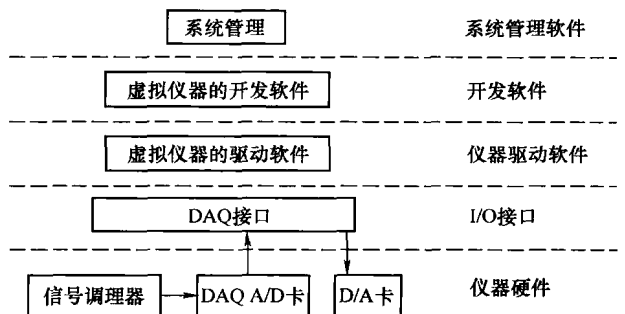 系统管理 系统管理软件
虚拟仪器的开发软件 开发软件
虚拟仪器的驱动软件 仪器驱动软件
DAQ接口 I/O接口
信号调理器 DAQ A/D卡 D/A卡 仪器硬件